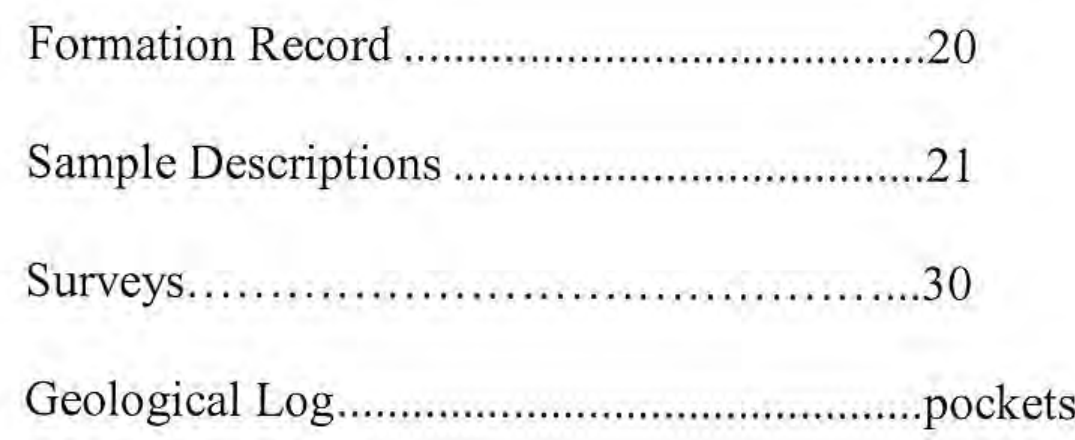 Formation Record ..........................................20
Sample Descriptions .....................................21
Surveys..........................................30
Geological Log..............................................pockets